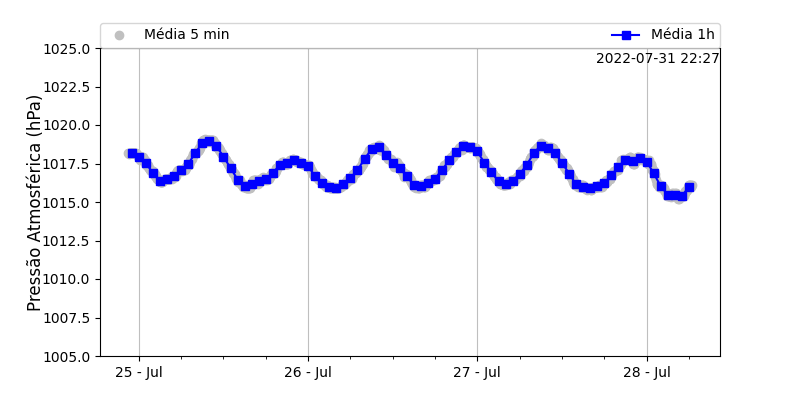 Média 5 min
Média 1h
2022-07-31 22:27
Pressão Atmosférica (hPa)
1025.0
1022.5
1020.0
1017.5
1015.0
1012.5
1010.0
1007.5
1005.0
25 - Jul
26 - Jul
27 - Jul
28 - Jul